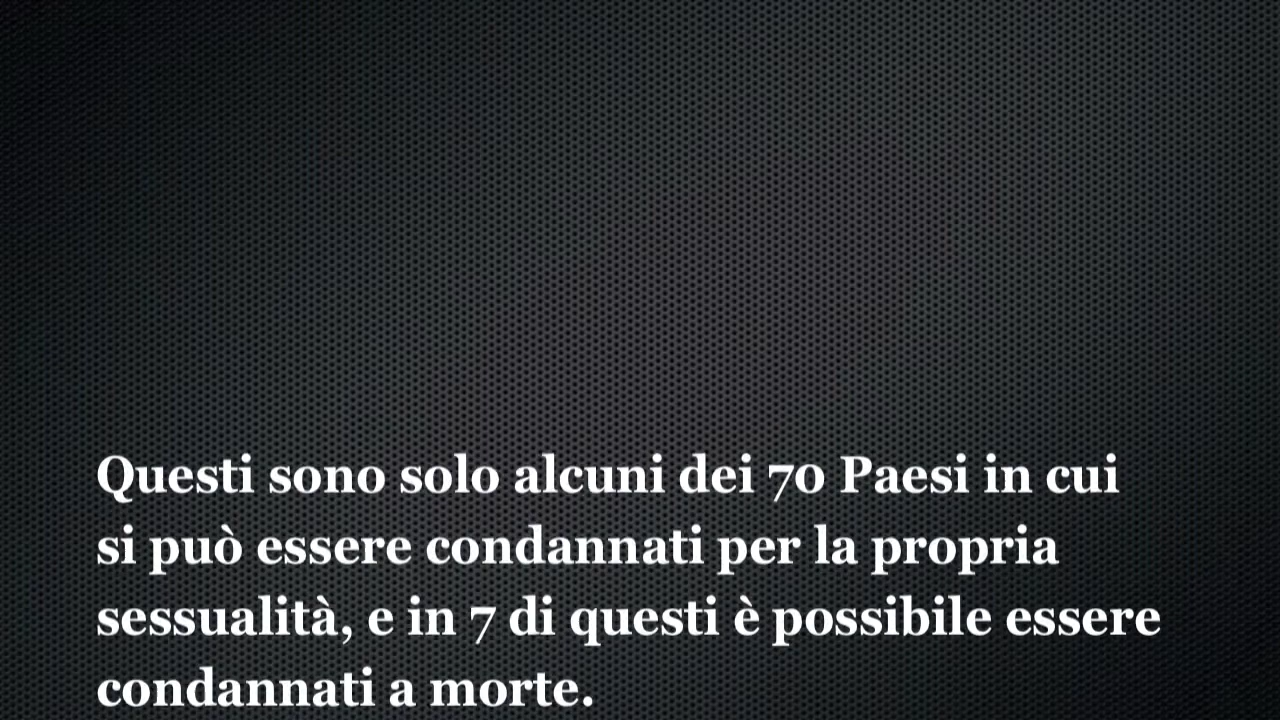 Questi sono solo alcuni dei 70 Paesi in cui
si può essere condannati per la propria
sessualità, e in 7 di questi è possibile essere
condannati a morte.